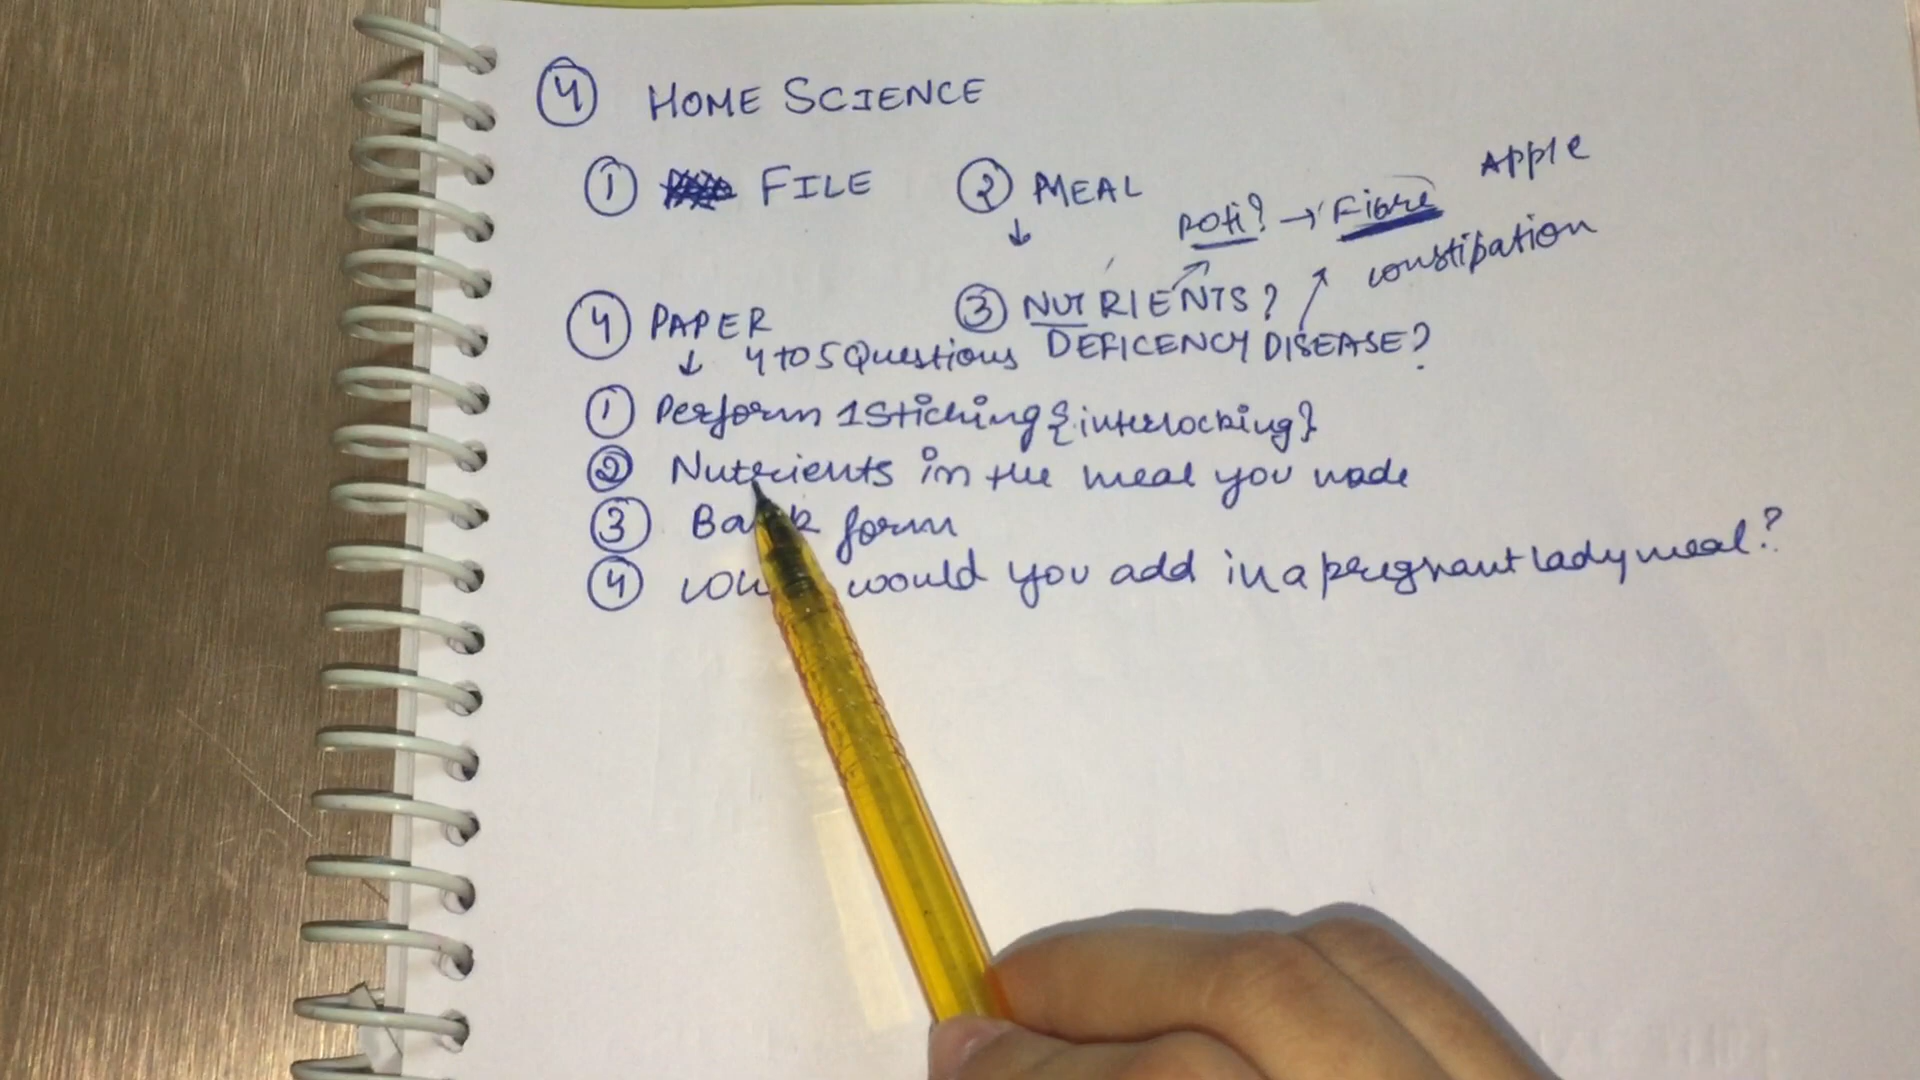 4 HOME SCIENCE
1 FILE 2 MEAL Apple
↓ ROti? → Fibre
constipation
4 PAPER 3 NUTRIENTS?
↓ 4 to 5 Questions DEFICENCY DISEASE?
1 Perform 1 Stiching {interlocking}
2 Nutrients in the meal you made
3 form
4 would you add in a pregnant lady meal?